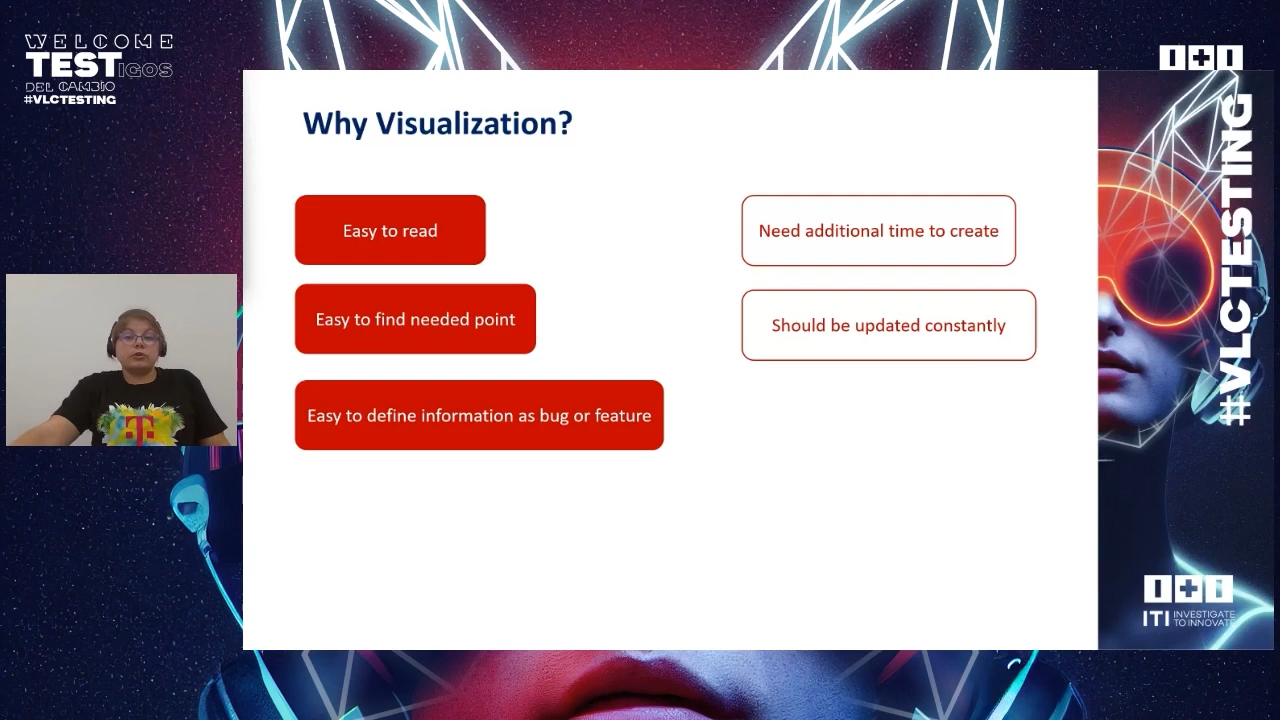 WELCOME
TESTIGOS
DEL CAMBIO
#VLCTESTING
Why Visualization?
Easy to read
Easy to find needed point
Easy to define information as bug or feature
Need additional time to create
Should be updated constantly
#VLCTESTING
ITI INVESTIGATE
TO INNOVATE